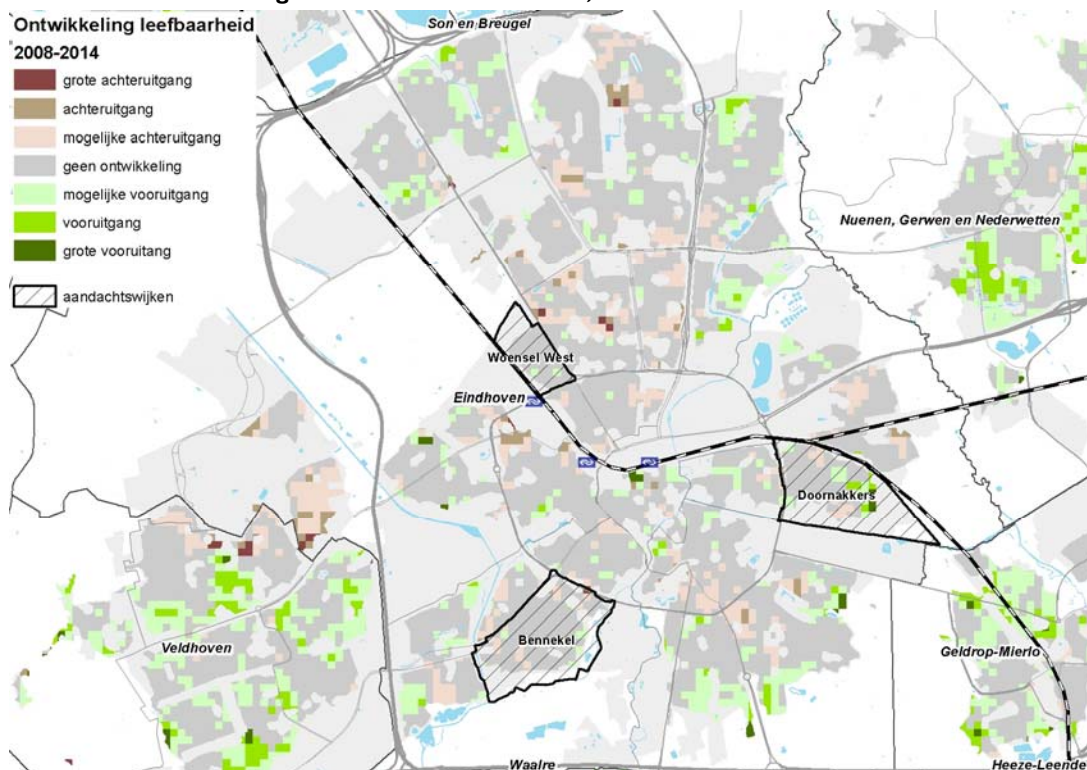 Ontwikkeling leefbaarheid
2008-2014
grote achteruitgang
achteruitgang
mogelijke achteruitgang
geen ontwikkeling
mogelijke vooruitgang
vooruitgang
grote vooruitang
aandachtswijken
Son en Breugel
Nuenen, Gerwen en Nederwetten
Woensel West
Eindhoven
Doornakkers
Bennekel
Veldhoven
Geldrop-Mierlo
Waalre
Heeze-Leende